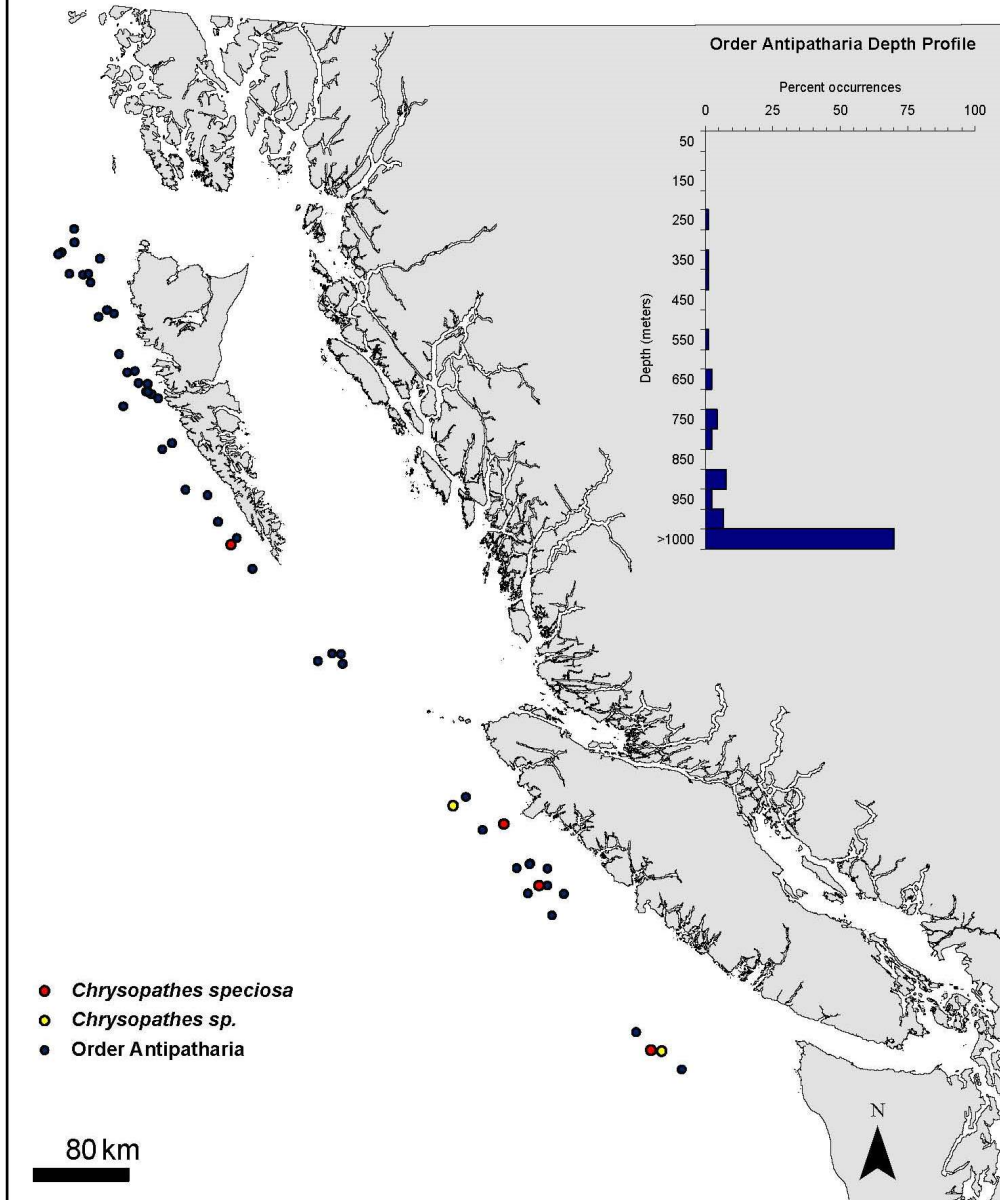 Order Antipatharia Depth Profile
Percent occurrences
0 25 50 75 100
Depth (meters)
50
150
250
350
450
550
650
750
850
950
>1000
Chrysopathes speciosa
Chrysopathes sp.
Order Antipatharia
80 km
N